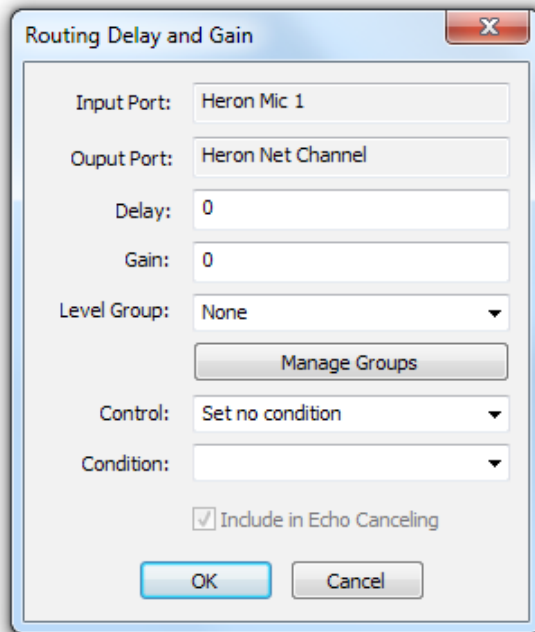 Routing Delay and Gain
Input Port: Heron Mic 1
Ouput Port: Heron Net Channel
Delay: 0
Gain: 0
Level Group: None
Manage Groups
Control: Set no condition
Condition:
Include in Echo Canceling
OK Cancel